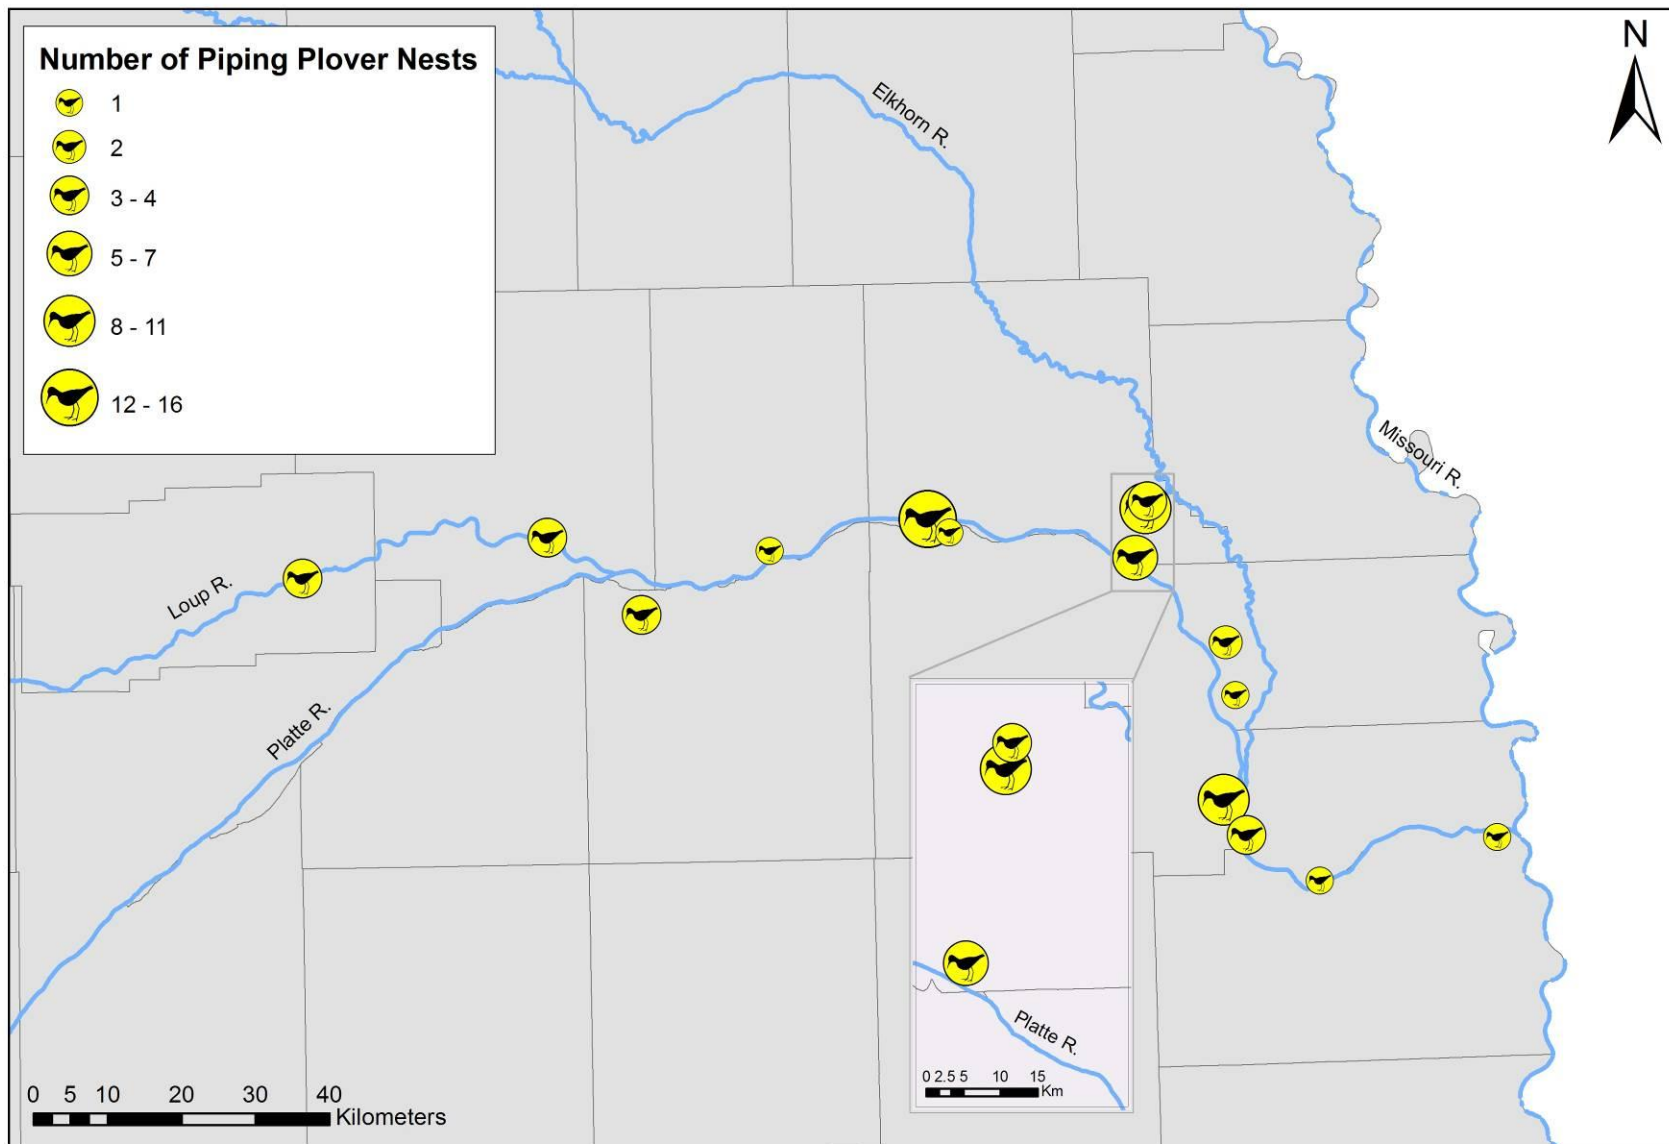 Number of Piping Plover Nests
1
2
3 - 4
5 - 7
8 - 11
12 - 16
N
Elkhorn R.
Missouri R.
Loup R.
Platte R.
Platte R.
0 2.5 5 10 15
Km
0 5 10 20 30 40
Kilometers